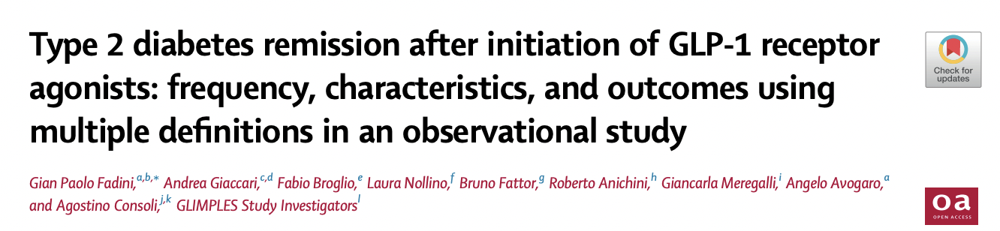 Type 2 diabetes remission after initiation of GLP-1 receptor
agonists: frequency, characteristics, and outcomes using
multiple definitions in an observational study
Check for
updates
Gian Paolo Fadini,a,b,* Andrea Giaccari,c,d Fabio Broglio,e Laura Nollino,f Bruno Fattor,g Roberto Anichini,h Giancarla Meregalli,i Angelo Avogaro,a
and Agostino Consoli,j,k GLIMPLES Study Investigatorsl
oa
OPEN ACCESS